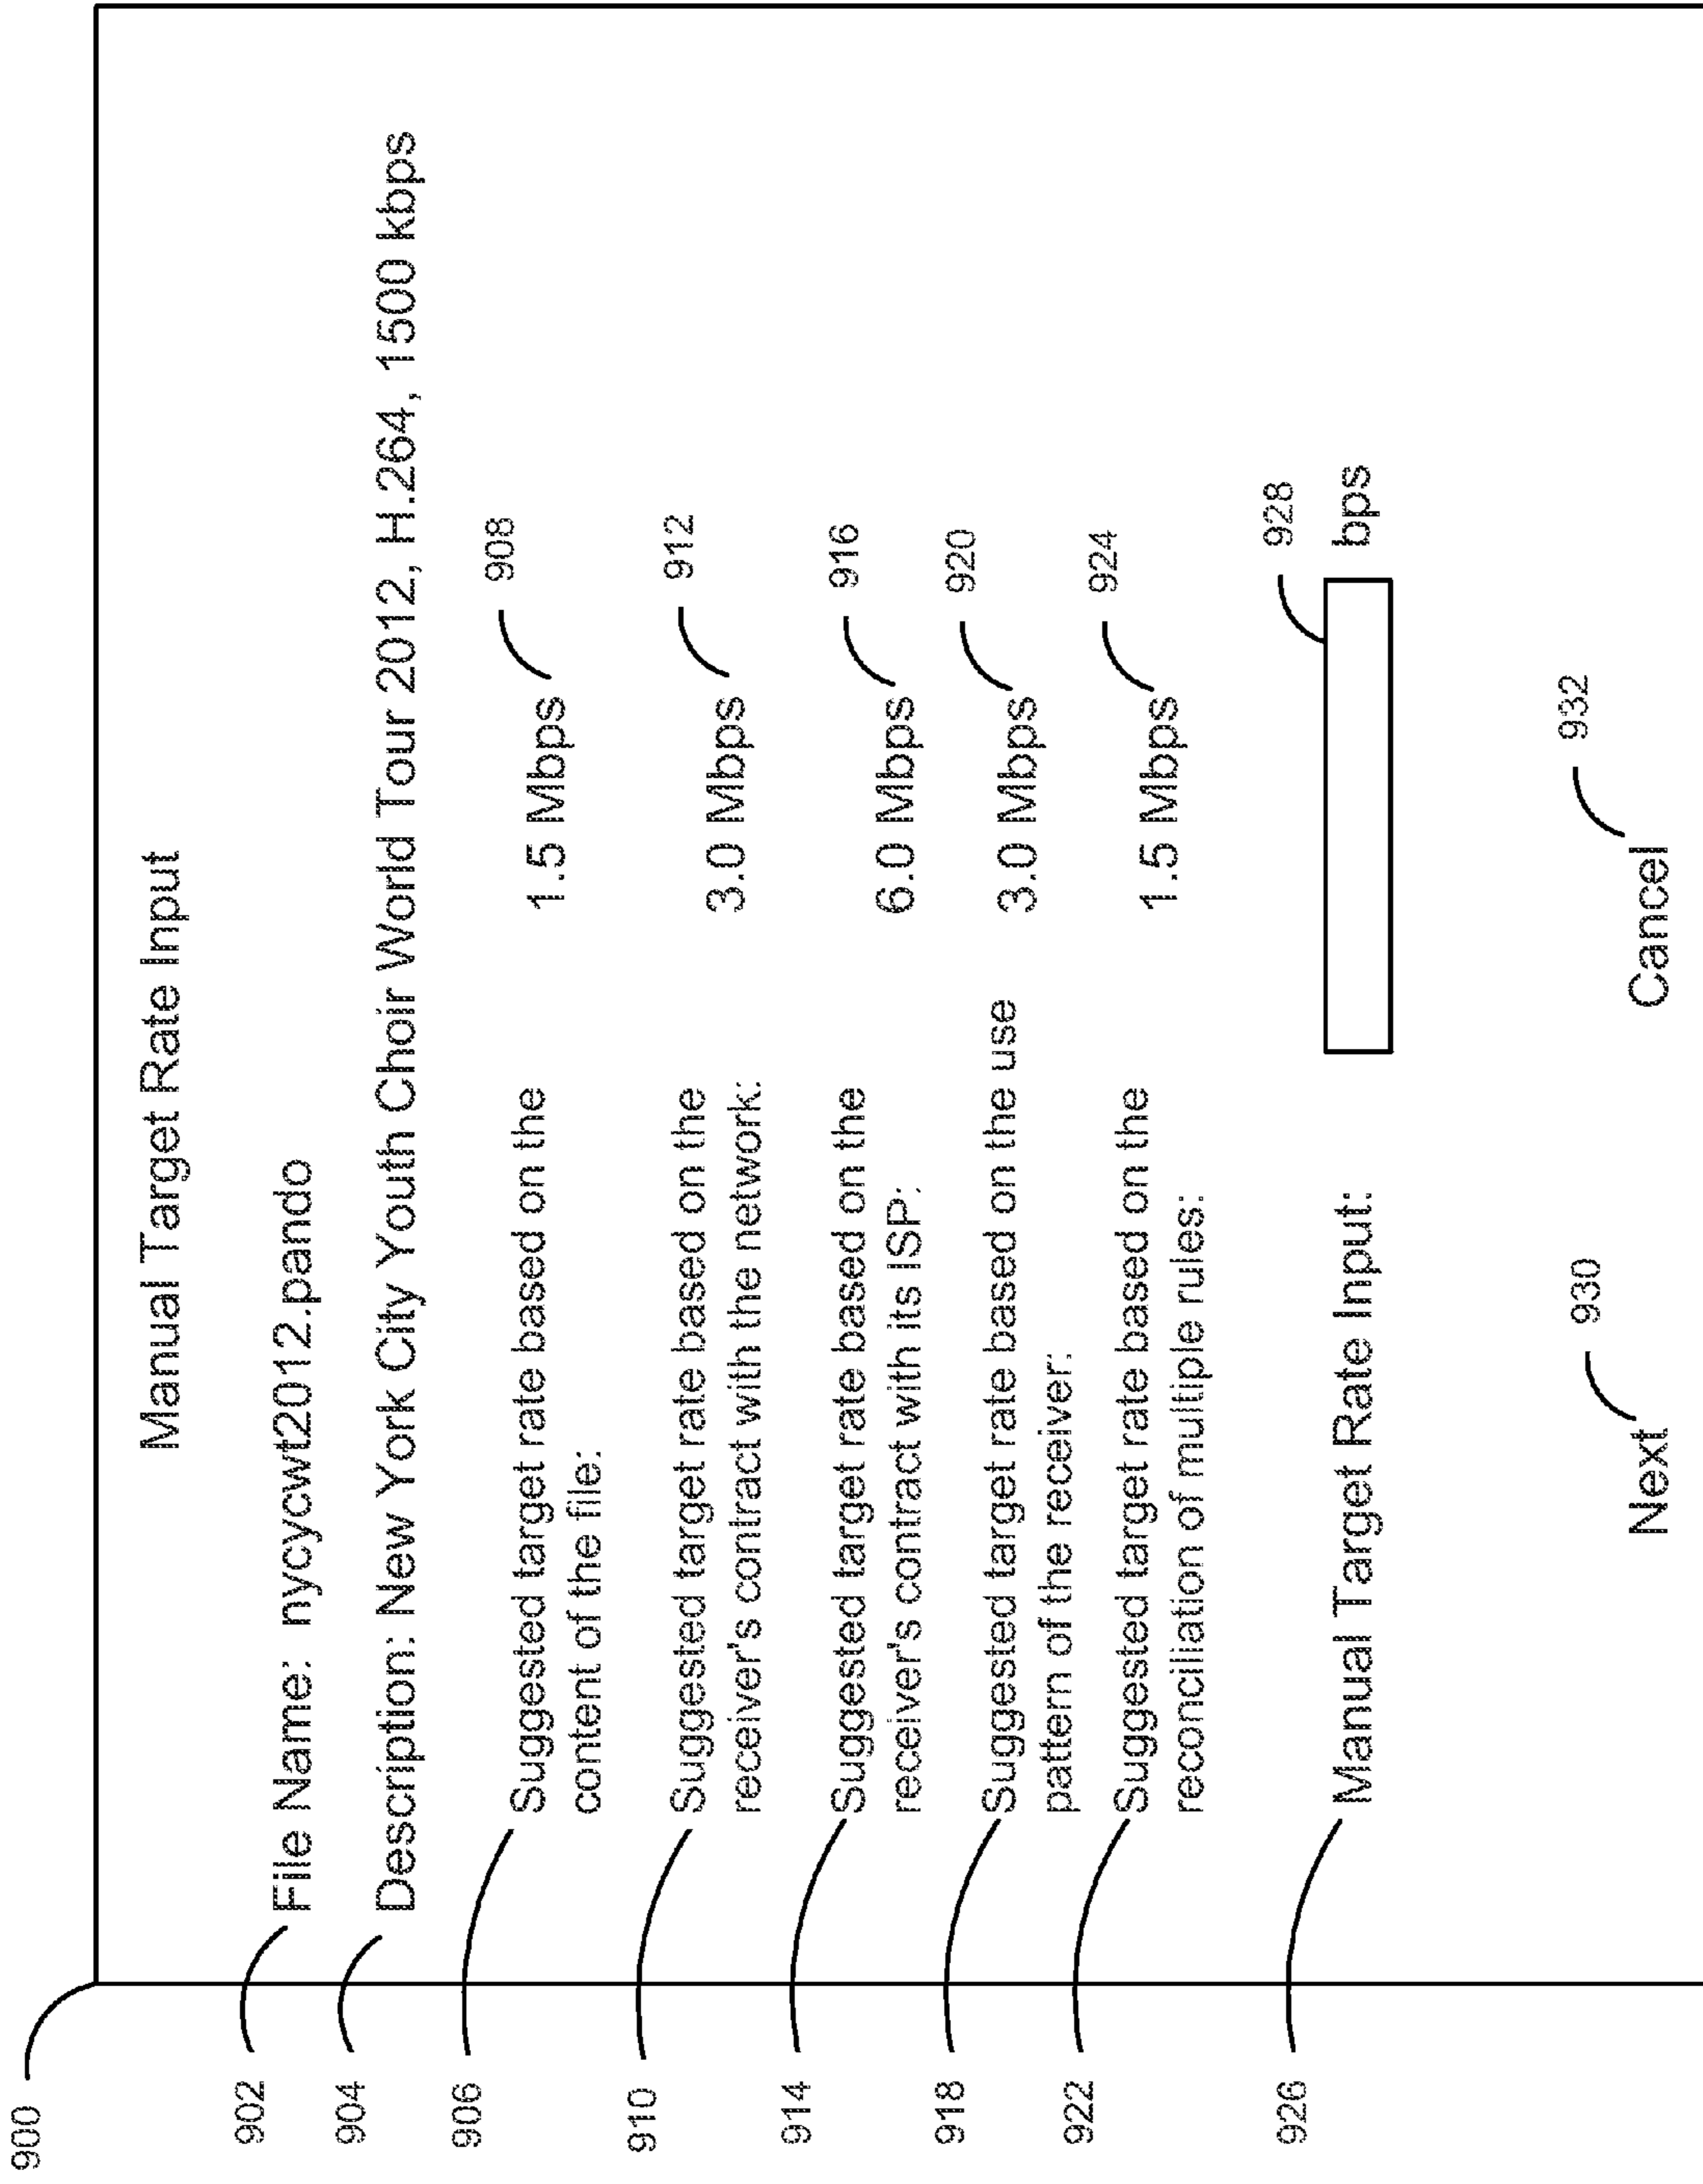 900
Manual Target Rate Input
902
File Name: nycycwt2012.pando
904
Description: New York City Youth Choir World Tour 2012, H.264, 1500 kbps
906
Suggested target rate based on the
content of the file:
1.5 Mbps
908
910
Suggested target rate based on the
receiver's contract with the network:
3.0 Mbps
912
914
Suggested target rate based on the
receiver's contract with its ISP:
6.0 Mbps
916
918
Suggested target rate based on the use
pattern of the receiver:
3.0 Mbps
920
922
Suggested target rate based on the
reconciliation of multiple rules:
1.5 Mbps
924
926
Manual Target Rate Input:
928
bps
Next
930
Cancel
932